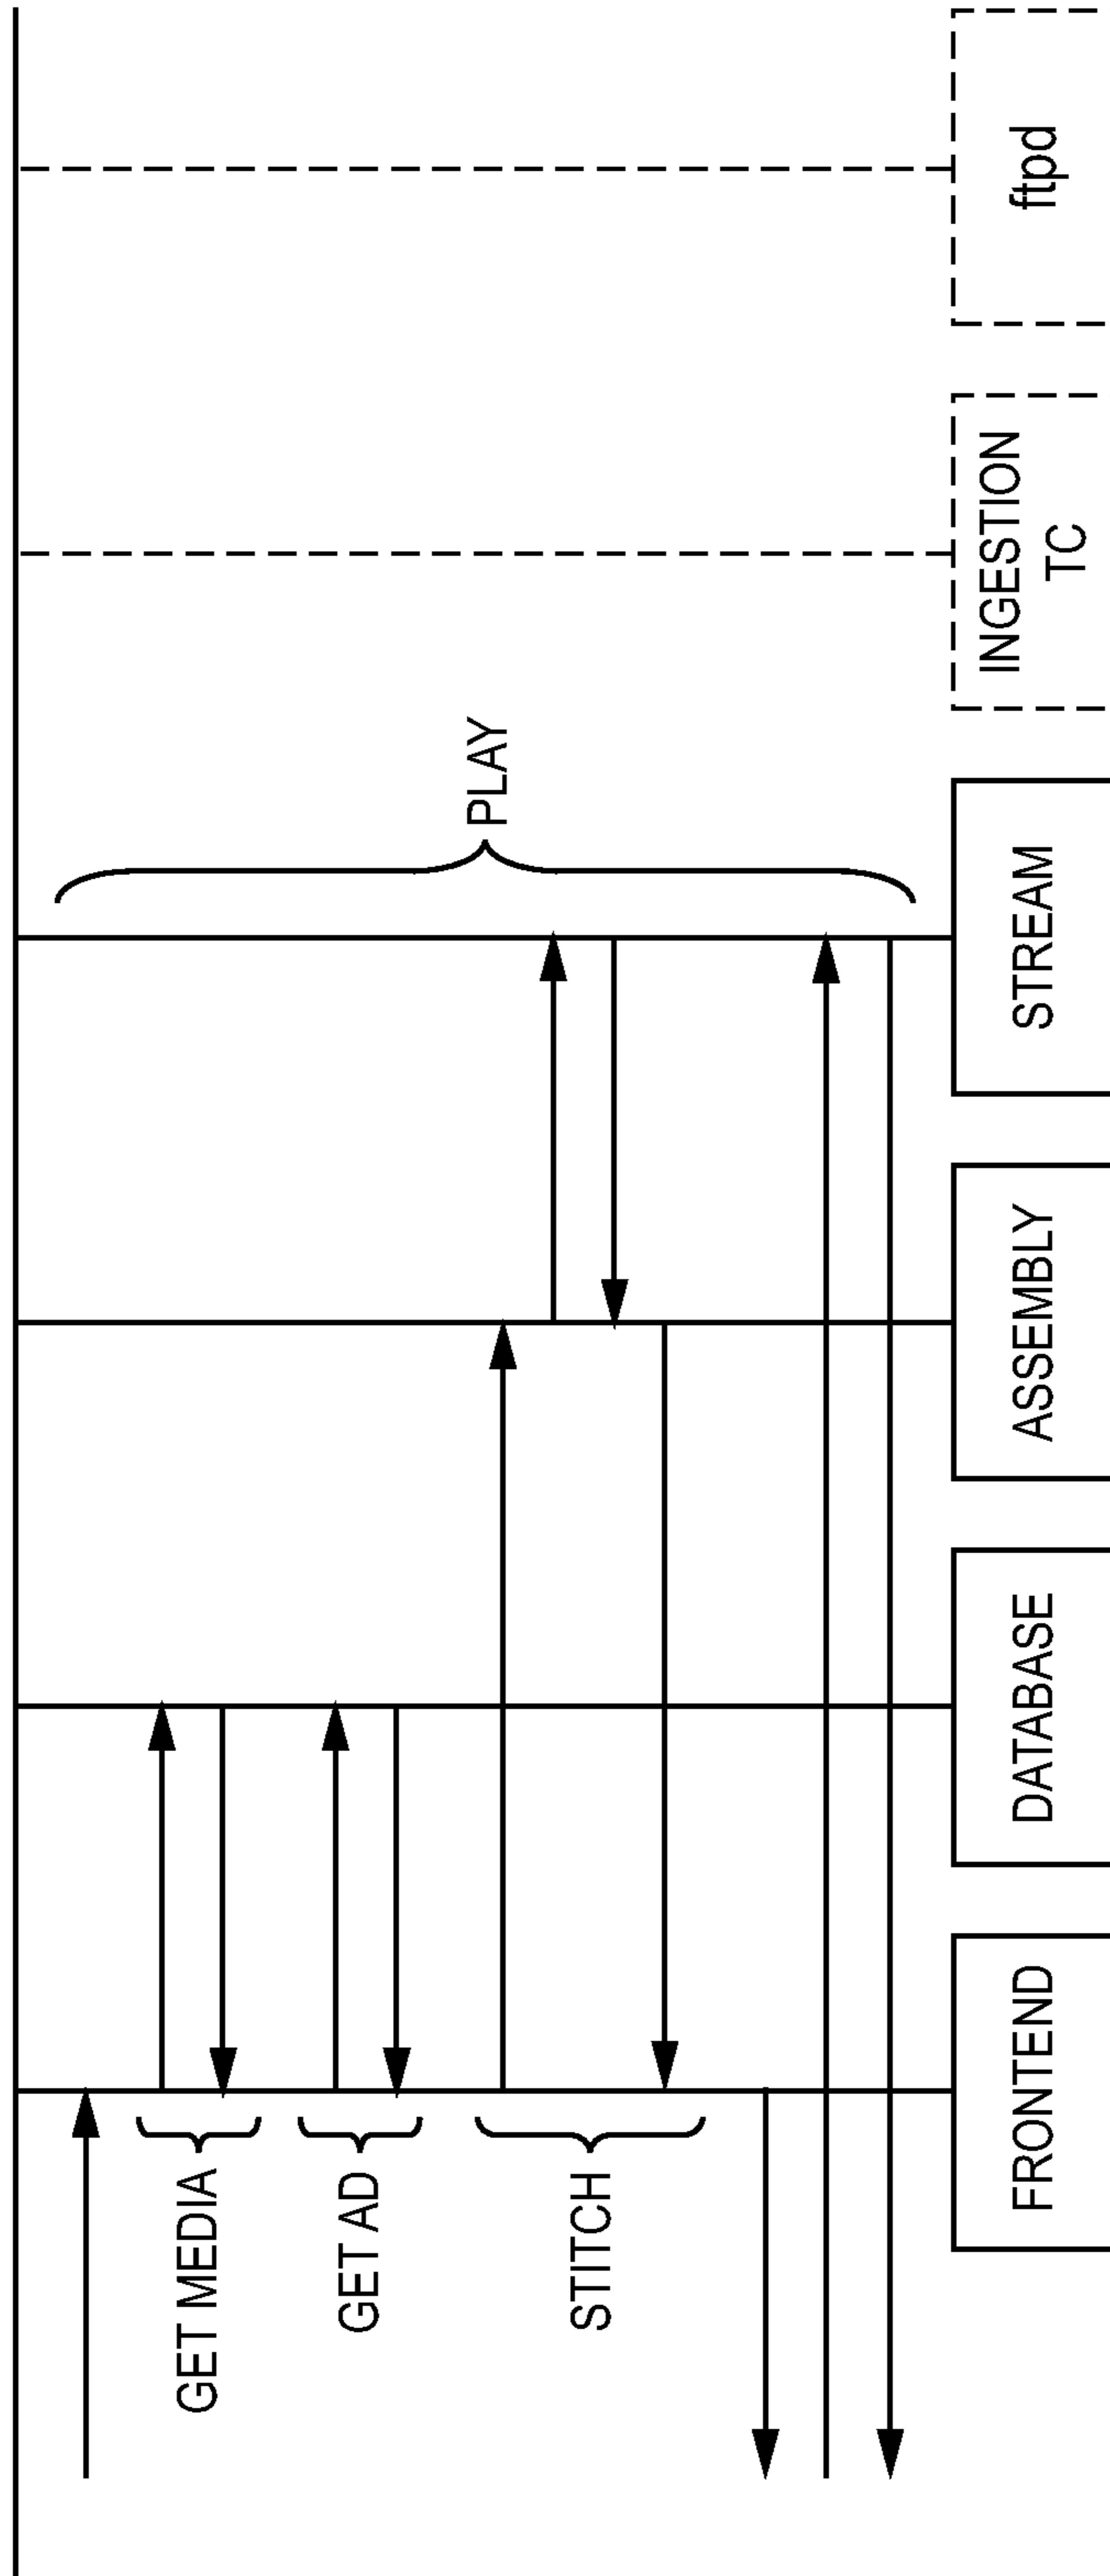 GET MEDIA
GET AD
STITCH
PLAY
FRONTEND
DATABASE
ASSEMBLY
STREAM
INGESTION
TC
ftpd